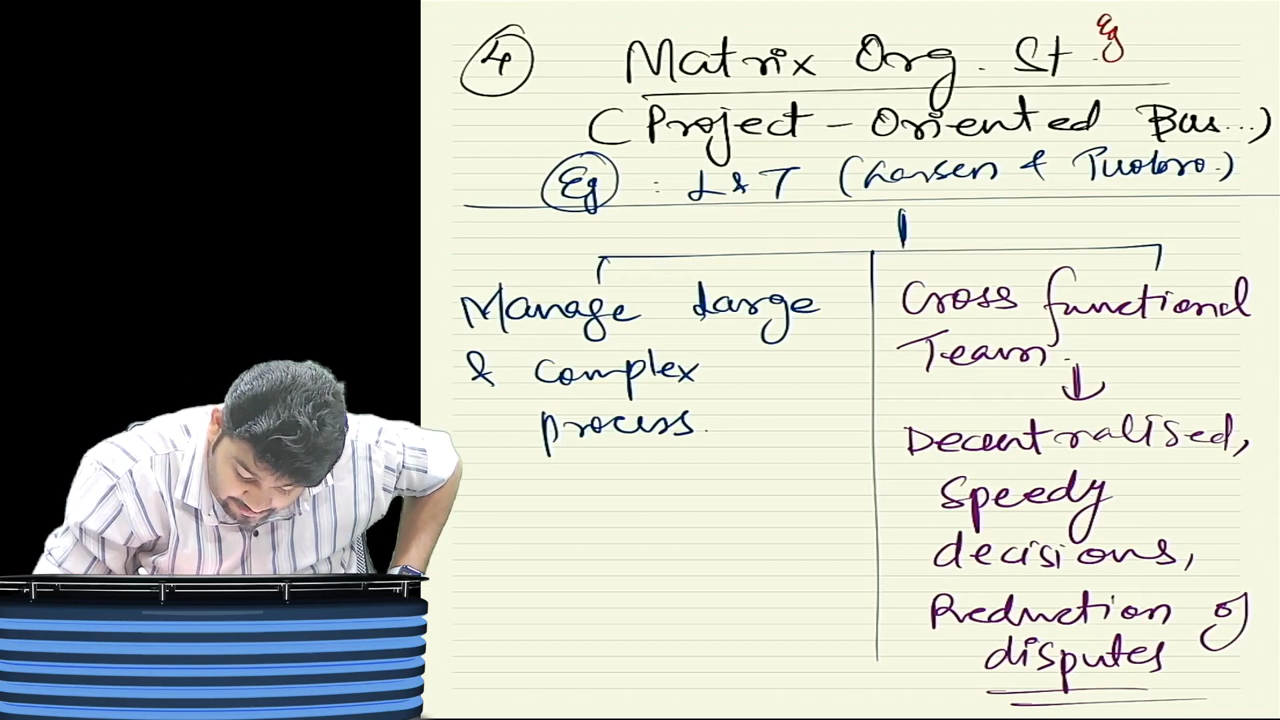 4 Matrix Org. St. Eg
(Project - Oriented Bus...)
Eg : L & T (Larsen & Tuobro.)
Manage Large
& complex
process.
Cross functional
Team.
↓
Decentralised,
Speedy
decisions,
Reduction of
disputes